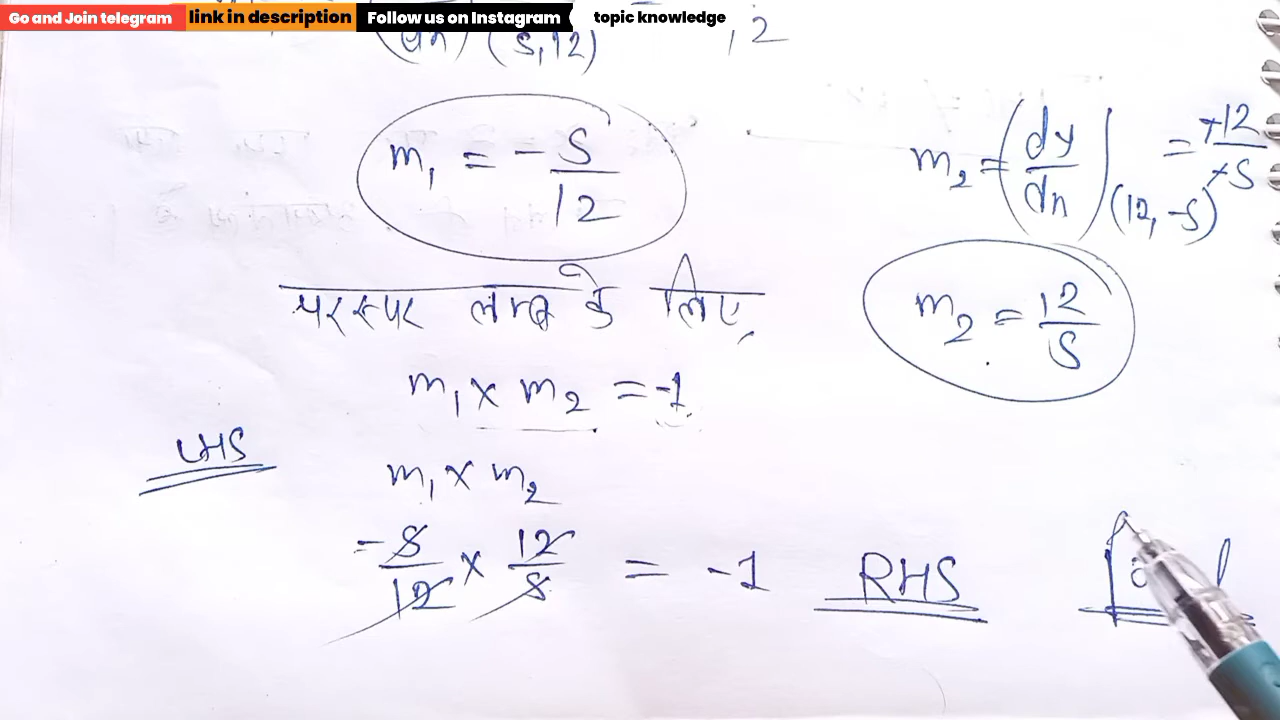 Go and Join telegram link in description Follow us on Instagram topic knowledge
(5,12) ,2
m₁ = -5/12
m₂ = (dy/dn)(12,-5) = +12/+5
m₂ = 12/5
परस्पर लम्ब के लिए,
m₁ x m₂ = -1
LHS
m₁ x m₂
-5/12 x 12/5 = -1 RHS